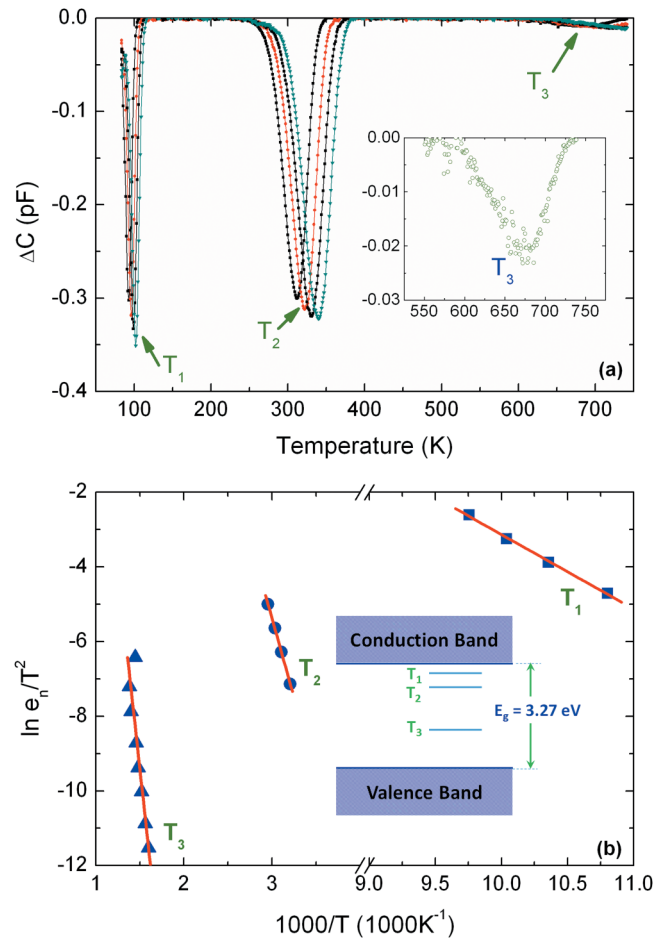 0.0
-0.1
-0.2
-0.3
-0.4
ΔC (pF)
T₁
T₂
T₃
0.00
-0.01
-0.02
-0.03
T₃
550 600 650 700 750
(a)
100 200 300 400 500 600 700
Temperature (K)
-2
-4
-6
-8
-10
-12
ln eₙ/T²
T₁
T₂
T₃
Conduction Band
T₁
T₂
T₃
E_g = 3.27 eV
Valence Band
(b)
1 2 3 9.0 9.5 10.0 10.5 11.0
1000/T (1000K⁻¹)